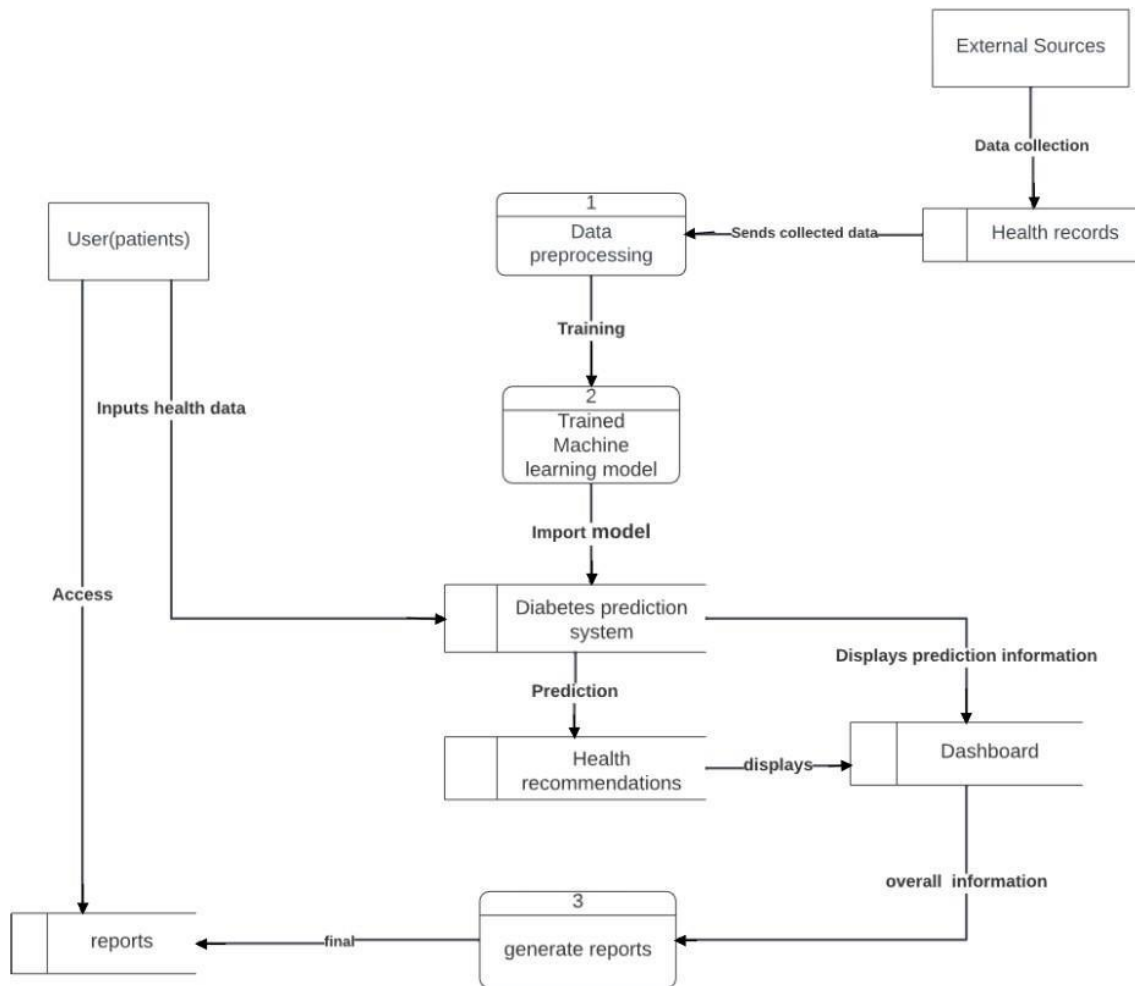 External Sources
Data collection
1
User(patients)
Data
preprocessing
Sends collected data
Health records
Training
2
Trained
Machine
learning model
Inputs health data
Import model
Access
Diabetes prediction
system
Displays prediction information
Prediction
Health
recommendations
displays
Dashboard
overall information
3
reports
final
generate reports